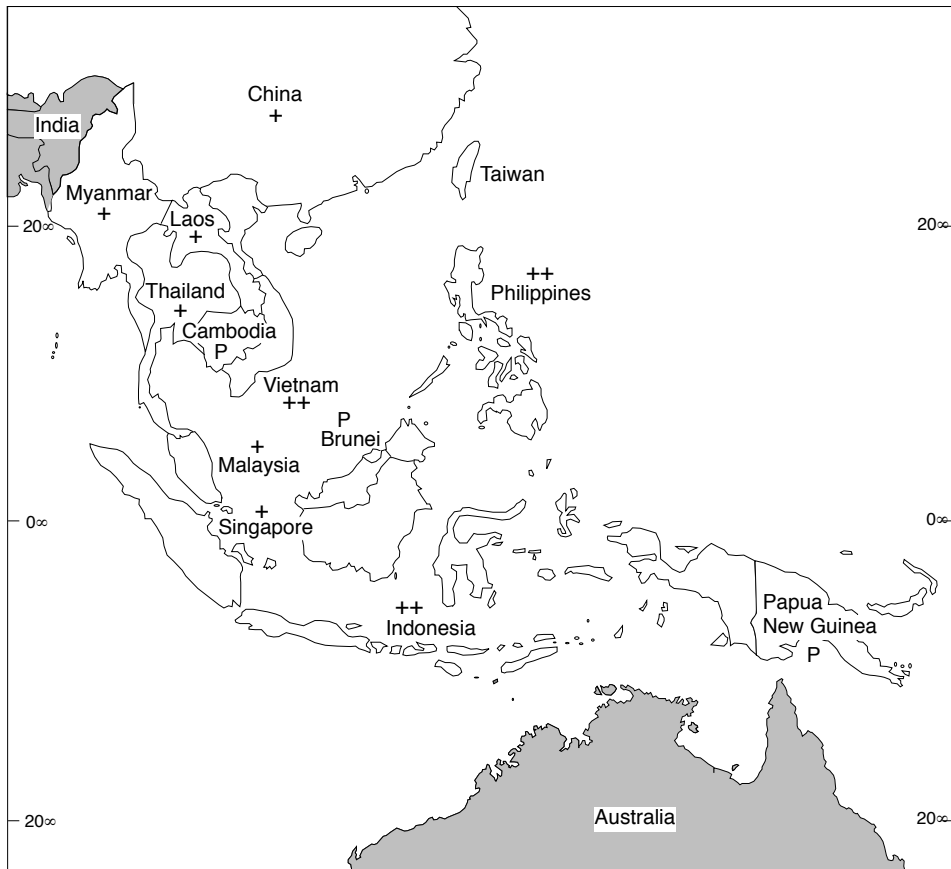 China
+
India
Taiwan
Myanmar
+
Laos
+
20∞
20∞
++
Philippines
Thailand
+
Cambodia
P
Vietnam
++
P
Brunei
+
Malaysia
+
Singapore
0∞
0∞
++
Indonesia
Papua
New Guinea
P
Australia
20∞
20∞